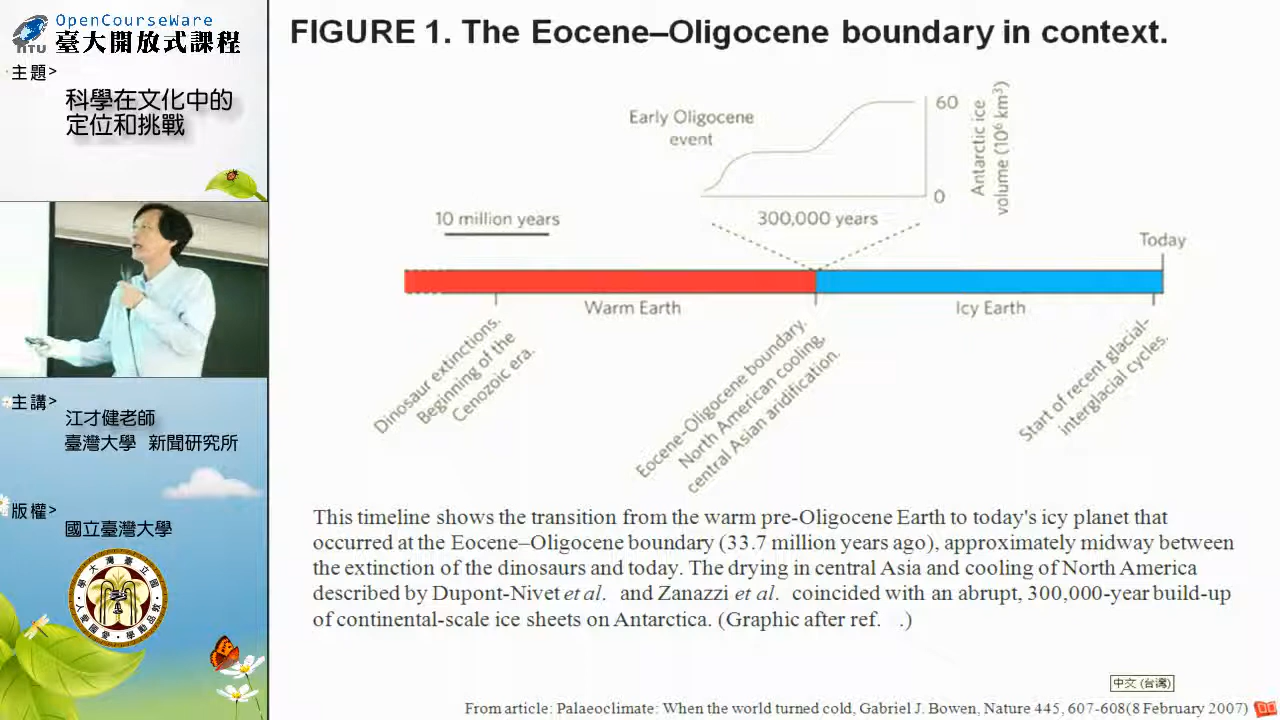 OpenCourseWare
NTU
臺大開放式課程
主題>
科學在文化中的
定位和挑戰
主講>
江才健老師
臺灣大學 新聞研究所
版權>
國立臺灣大學
FIGURE 1. The Eocene–Oligocene boundary in context.
Early Oligocene
event
60
0
Antarctic ice
volume (10⁶ km³)
10 million years
300,000 years
Today
Warm Earth
Icy Earth
Dinosaur extinctions.
Beginning of the
Cenozoic era.
Eocene-Oligocene boundary.
North American cooling,
central Asian aridification.
Start of recent glacial-
interglacial cycles.
This timeline shows the transition from the warm pre-Oligocene Earth to today's icy planet that
occurred at the Eocene–Oligocene boundary (33.7 million years ago), approximately midway between
the extinction of the dinosaurs and today. The drying in central Asia and cooling of North America
described by Dupont-Nivet et al. and Zanazzi et al. coincided with an abrupt, 300,000-year build-up
of continental-scale ice sheets on Antarctica. (Graphic after ref. .)
中文 (台灣)
From article: Palaeoclimate: When the world turned cold, Gabriel J. Bowen, Nature 445, 607-608(8 February 2007)